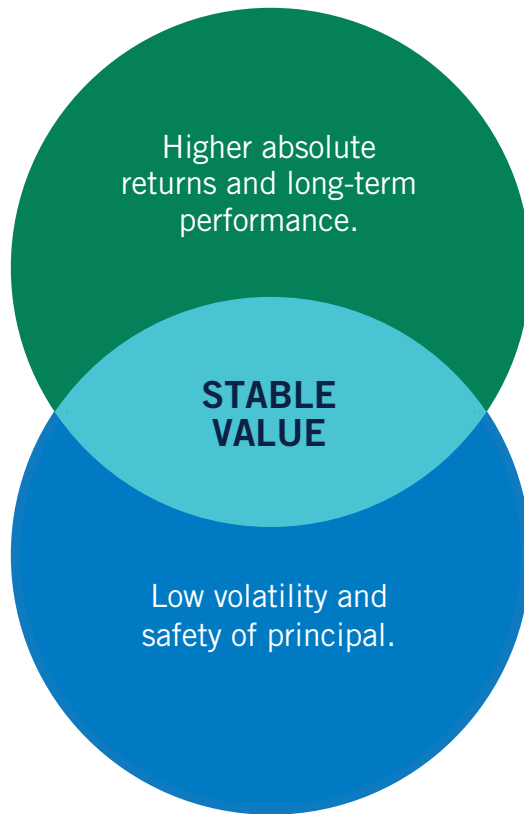 Higher absolute
returns and long-term
performance.
STABLE
VALUE
Low volatility and
safety of principal.